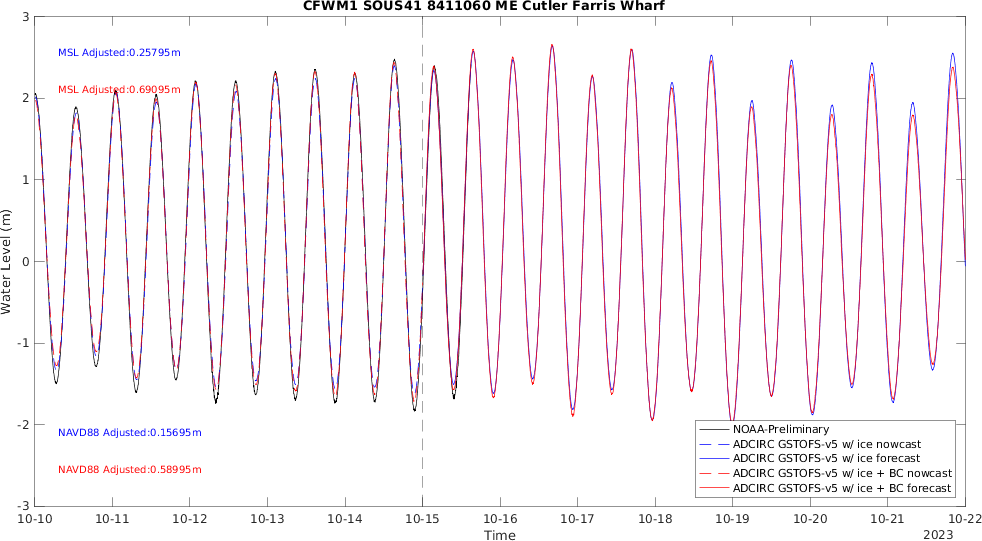 CFWM1 SOUS41 8411060 ME Cutler Farris Wharf
3
MSL Adjusted:0.25795m
MSL Adjusted:0.69095m
2
1
0
Water Level (m)
-1
-2
NAVD88 Adjusted:0.15695m
NAVD88 Adjusted:0.58995m
NOAA-Preliminary
ADCIRC GSTOFS-v5 w/ ice nowcast
ADCIRC GSTOFS-v5 w/ ice forecast
ADCIRC GSTOFS-v5 w/ ice + BC nowcast
ADCIRC GSTOFS-v5 w/ ice + BC forecast
-3
10-10 10-11 10-12 10-13 10-14 10-15 10-16 10-17 10-18 10-19 10-20 10-21 10-22
Time
2023